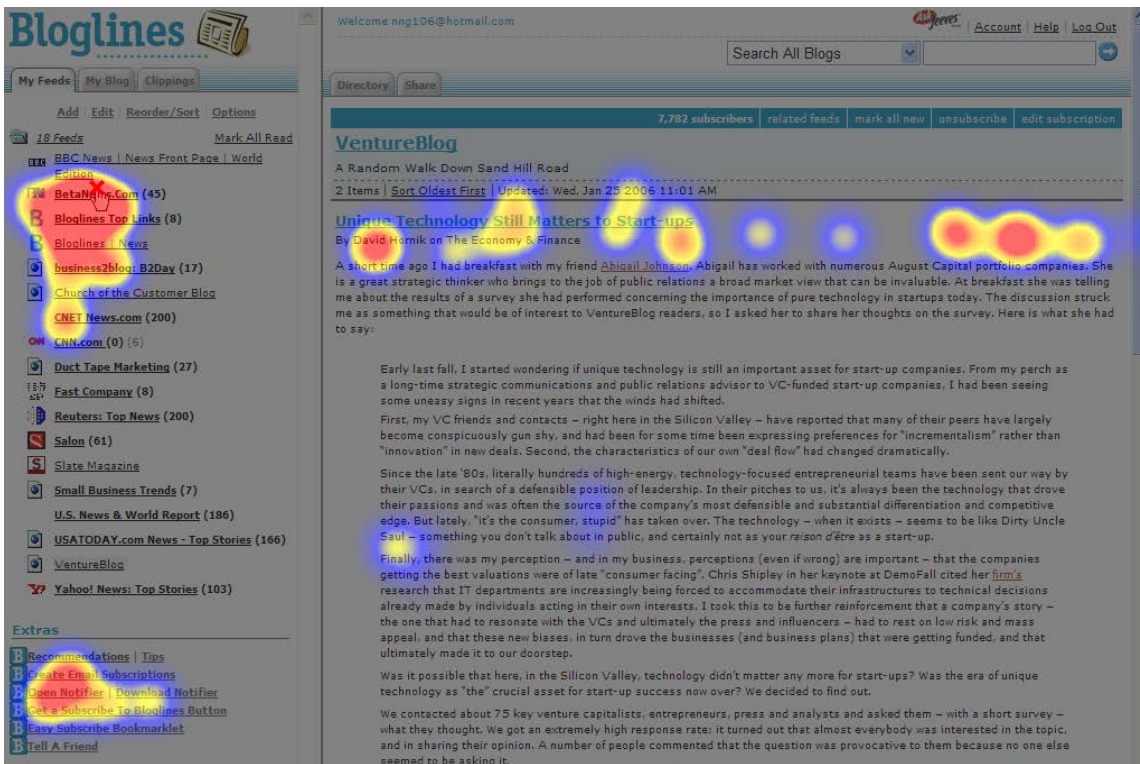 Bloglines
My Feeds My Blog Clippings
Add Edit Reorder/Sort Options
18 Feeds Mark All Read
BBC News | News Front Page | World
Edition
BetaNews.Com (45)
Bloglines Top Links (8)
Bloglines | News
business2blog: B2Day (17)
Church of the Customer Blog
CNET News.com (200)
CNN.com (0) (6)
Duct Tape Marketing (27)
Fast Company (8)
Reuters: Top News (200)
Salon (61)
Slate Magazine
Small Business Trends (7)
U.S. News & World Report (186)
USATODAY.com News - Top Stories (166)
VentureBlog
Yahoo! News: Top Stories (103)
Extras
Recommendations | Tips
Create Email Subscriptions
Open Notifier | Download Notifier
Get a Subscribe To Bloglines Button
Easy Subscribe Bookmarklet
Tell A Friend
Welcome nng106@hotmail.com
Ask Jeeves | Account | Help | Log Out
Search All Blogs
Directory Share
7,782 subscribers | related feeds | mark all new | unsubscribe | edit subscription
VentureBlog
A Random Walk Down Sand Hill Road
2 Items | Sort Oldest First | Updated: Wed, Jan 25 2006 11:01 AM
Unique Technology Still Matters to Start-ups
By David Hornik on The Economy & Finance
A short time ago I had breakfast with my friend Abigail Johnson. Abigail has worked with numerous August Capital portfolio companies. She
is a great strategic thinker who brings to the job of public relations a broad market view that can be invaluable. At breakfast she was telling
me about the results of a survey she had performed concerning the importance of pure technology in startups today. The discussion struck
me as something that would be of interest to VentureBlog readers, so I asked her to share her thoughts on the survey. Here is what she had
to say:
Early last fall, I started wondering if unique technology is still an important asset for start-up companies. From my perch as
a long-time strategic communications and public relations advisor to VC-funded start-up companies, I had been seeing
some uneasy signs in recent years that the winds had shifted.
First, my VC friends and contacts – right here in the Silicon Valley – have reported that many of their peers have largely
become conspicuously gun shy, and had been for some time been expressing preferences for "incrementalism" rather than
"innovation" in new deals. Second, the characteristics of our own "deal flow" had changed dramatically.
Since the late '80s, literally hundreds of high-energy, technology-focused entrepreneurial teams have been sent our way by
their VCs, in search of a defensible position of leadership. In their pitches to us, it's always been the technology that drove
their passions and was often the source of the company's most defensible and substantial differentiation and competitive
edge. But lately, "it's the consumer, stupid" has taken over. The technology – when it exists – seems to be like Dirty Uncle
Saul – something you don't talk about in public, and certainly not as your raison d'être as a start-up.
Finally, there was my perception – and in my business, perceptions (even if wrong) are important – that the companies
getting the best valuations were of late "consumer facing". Chris Shipley in her keynote at DemoFall cited her firm's
research that IT departments are increasingly being forced to accommodate their infrastructures to technical decisions
already made by individuals acting in their own interests. I took this to be further reinforcement that a company's story –
the one that had to resonate with the VCs and ultimately the press and influencers – had to rest on low risk and mass
appeal, and that these new biases, in turn drove the businesses (and business plans) that were getting funded, and that
ultimately made it to our doorstep.
Was it possible that here, in the Silicon Valley, technology didn't matter any more for start-ups? Was the era of unique
technology as "the" crucial asset for start-up success now over? We decided to find out.
We contacted about 75 key venture capitalists, entrepreneurs, press and analysts and asked them – with a short survey –
what they thought. We got an extremely high response rate; it turned out that almost everybody was interested in the topic,
and in sharing their opinion. A number of people commented that the question was provocative to them because no one else
seemed to be asking it.